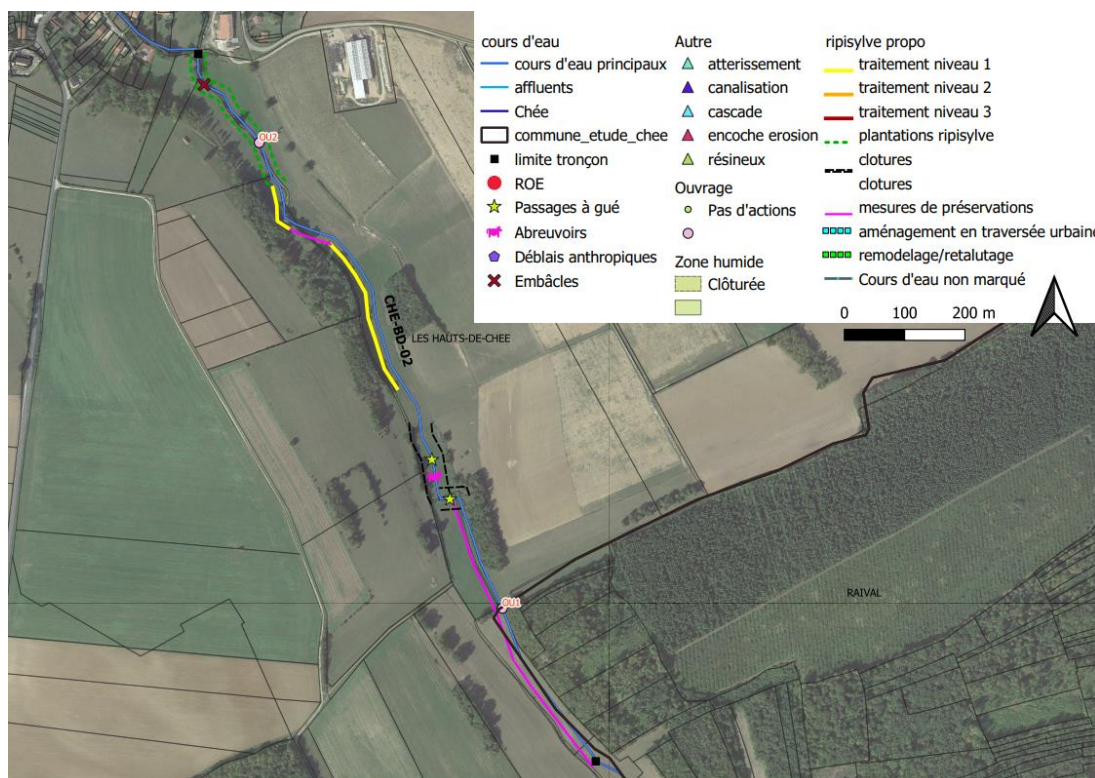 cours d'eau
cours d'eau principaux
affluents
Chée
commune_etude_chee
limite tronçon
ROE
Passages à gué
Abreuvoirs
Déblais anthropiques
Embâcles
Autre
atterissement
canalisation
cascade
encoche erosion
résineux
Ouvrage
Pas d'actions
Zone humide
Clôturée
ripisylve propo
traitement niveau 1
traitement niveau 2
traitement niveau 3
plantations ripisylve
clotures
clotures
mesures de préservations
aménagement en traversée urbaine
remodelage/retalutage
Cours d'eau non marqué
0 100 200 m
OU2
CHE-BD-02
LES HAUTS-DE-CHEE
OU1
RAIVAL